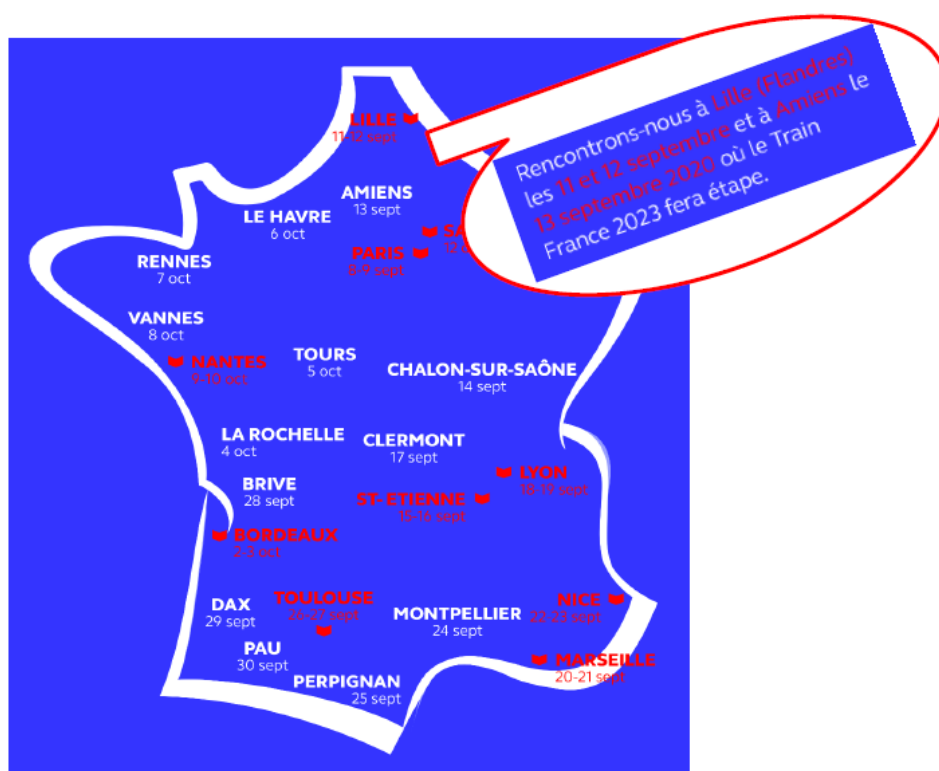 Rencontrons-nous à Lille (Flandres)
les 11 et 12 septembre et à Amiens le
13 septembre 2020 où le Train
France 2023 fera étape.
LILLE
11-12 sept
AMIENS
13 sept
LE HAVRE
6 oct
PARIS
8-9 sept
RENNES
7 oct
VANNES
8 oct
NANTES
9-10 oct
TOURS
5 oct
CHALON-SUR-SAÔNE
14 sept
LA ROCHELLE
4 oct
CLERMONT
17 sept
LYON
18-19 sept
BRIVE
28 sept
ST-ETIENNE
15-16 sept
BORDEAUX
2-3 oct
DAX
29 sept
TOULOUSE
26-27 sept
MONTPELLIER
24 sept
NICE
22-23 sept
PAU
30 sept
MARSEILLE
20-21 sept
PERPIGNAN
25 sept